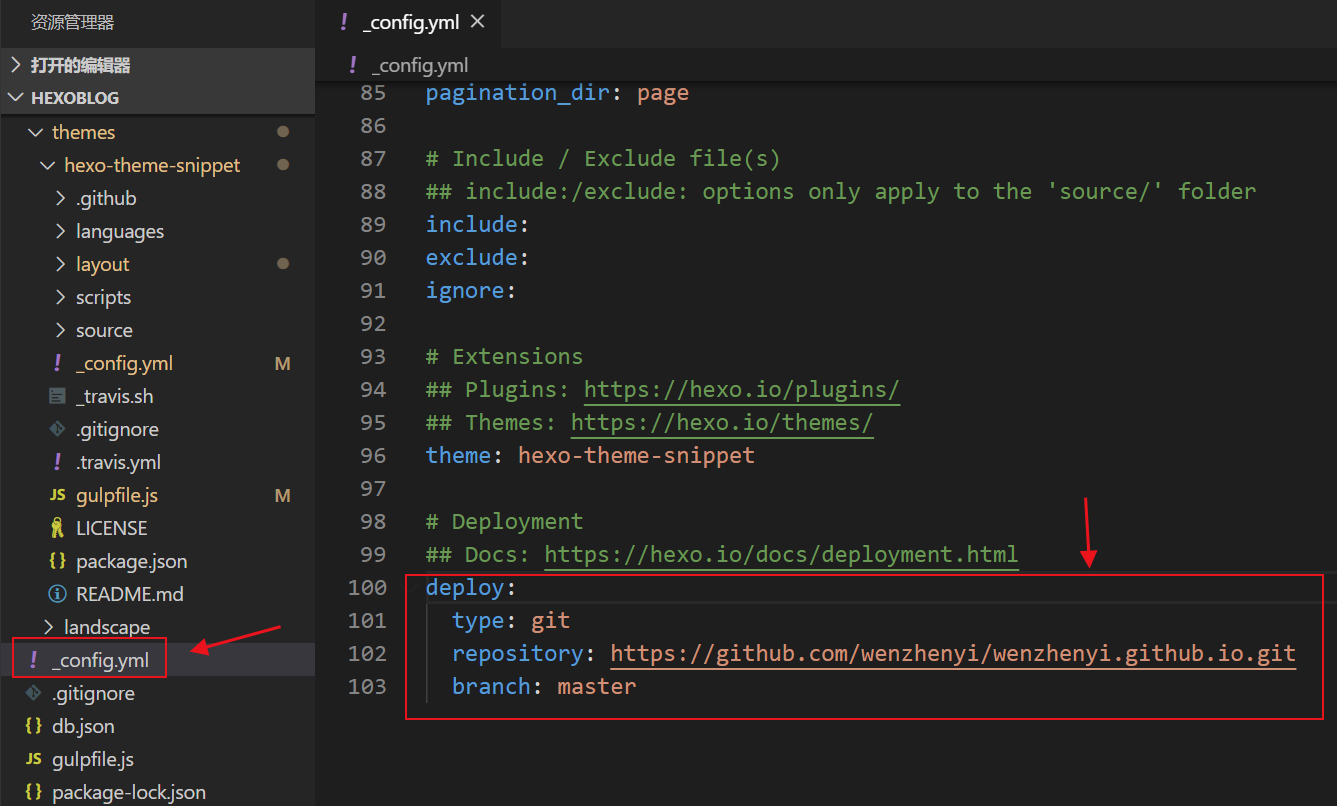 资源管理器
打开的编辑器
HEXOBLOG
themes
hexo-theme-snippet
.github
languages
layout
scripts
source
! _config.yml M
_travis.sh
.gitignore
! .travis.yml
JS gulpfile.js M
LICENSE
{} package.json
README.md
landscape
! _config.yml
.gitignore
{} db.json
JS gulpfile.js
{} package-lock.json
! _config.yml
! _config.yml
85 pagination_dir: page
86
87 # Include / Exclude file(s)
88 ## include:/exclude: options only apply to the 'source/' folder
89 include:
90 exclude:
91 ignore:
92
93 # Extensions
94 ## Plugins: https://hexo.io/plugins/
95 ## Themes: https://hexo.io/themes/
96 theme: hexo-theme-snippet
97
98 # Deployment
99 ## Docs: https://hexo.io/docs/deployment.html
100 deploy:
101 type: git
102 repository: https://github.com/wenzhenyi/wenzhenyi.github.io.git
103 branch: master